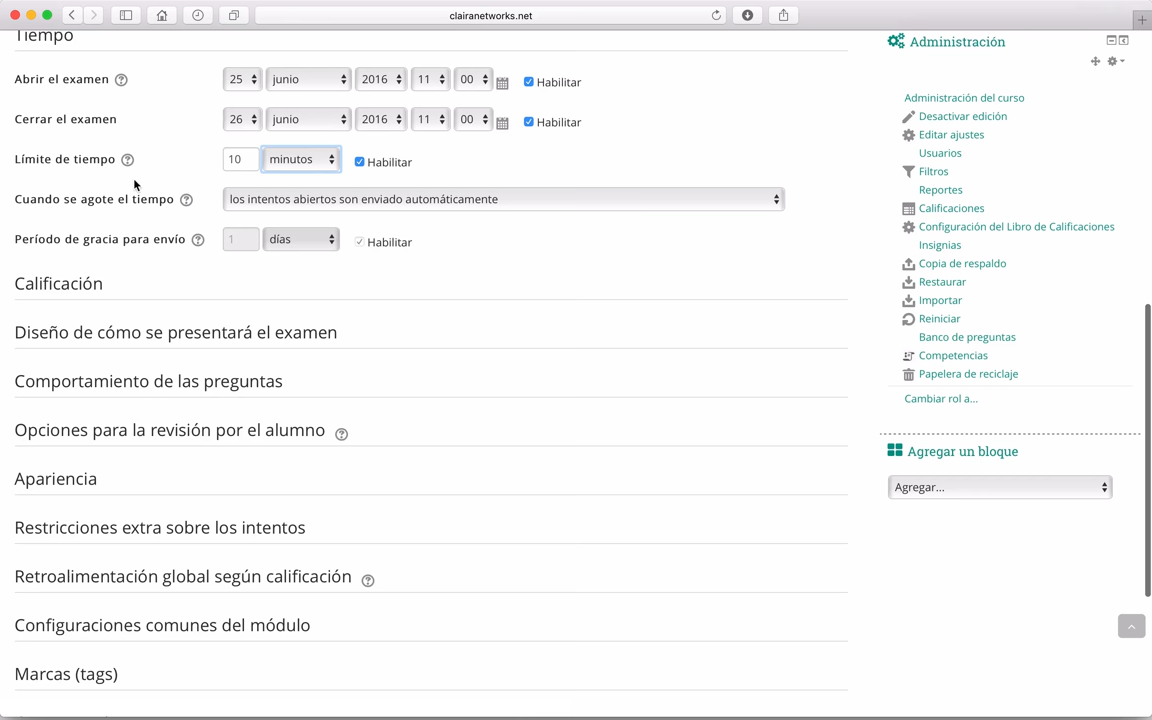 clairanetworks.net
Tiempo
Abrir el examen 25 junio 2016 11 00 Habilitar
Cerrar el examen 26 junio 2016 11 00 Habilitar
Límite de tiempo 10 minutos Habilitar
Cuando se agote el tiempo los intentos abiertos son enviado automáticamente
Período de gracia para envío 1 días Habilitar
Calificación
Diseño de cómo se presentará el examen
Comportamiento de las preguntas
Opciones para la revisión por el alumno
Apariencia
Restricciones extra sobre los intentos
Retroalimentación global según calificación
Configuraciones comunes del módulo
Marcas (tags)
Administración
Administración del curso
Desactivar edición
Editar ajustes
Usuarios
Filtros
Reportes
Calificaciones
Configuración del Libro de Calificaciones
Insignias
Copia de respaldo
Restaurar
Importar
Reiniciar
Banco de preguntas
Competencias
Papelera de reciclaje
Cambiar rol a...
Agregar un bloque
Agregar...